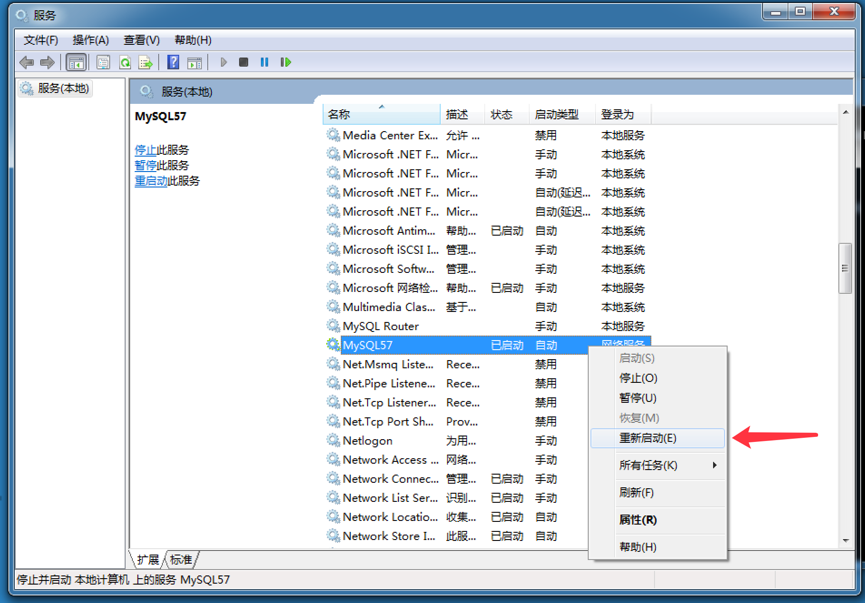 服务
文件(F) 操作(A) 查看(V) 帮助(H)
服务(本地)
服务(本地)
MySQL57
停止此服务
暂停此服务
重启动此服务
名称 描述 状态 启动类型 登录为
Media Center Ex... 允许 ... 禁用 本地服务
Microsoft .NET F... Micr... 手动 本地系统
Microsoft .NET F... Micr... 手动 本地系统
Microsoft .NET F... Micr... 自动(延迟... 本地系统
Microsoft .NET F... Micr... 自动(延迟... 本地系统
Microsoft Antim... 帮助... 已启动 自动 本地系统
Microsoft iSCSI I... 管理... 手动 本地系统
Microsoft Softw... 管理... 手动 本地系统
Microsoft 网络检... 帮助... 已启动 手动 本地服务
Multimedia Clas... 基于... 自动 本地系统
MySQL Router 手动 本地服务
MySQL57 已启动 自动 网络服务
Net.Msmq Liste... Rece... 禁用
Net.Pipe Listene... Rece... 禁用
Net.Tcp Listener... Rece... 禁用
Net.Tcp Port Sh... Prov... 禁用
Netlogon 为用... 手动
Network Access ... 网络... 手动
Network Connec... 管理... 已启动 手动
Network List Ser... 识别... 已启动 手动
Network Locatio... 收集... 已启动 自动
Network Store I... 此服... 已启动 自动
启动(S)
停止(O)
暂停(U)
恢复(M)
重新启动(E)
所有任务(K)
刷新(F)
属性(R)
帮助(H)
扩展 标准
停止并启动 本地计算机 上的服务 MySQL57